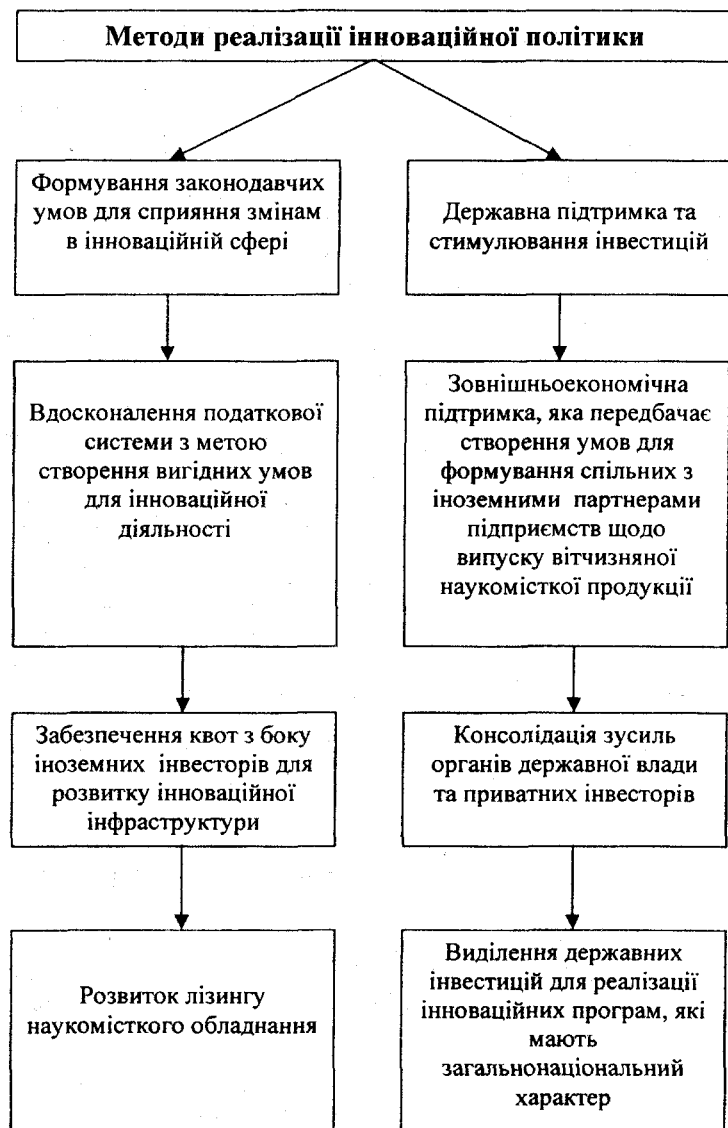 Методи реалізації інноваційної політики
Формування законодавчих
умов для сприяння змінам
в інноваційній сфері
Державна підтримка та
стимулювання інвестицій
Вдосконалення податкової
системи з метою
створення вигідних умов
для інноваційної
діяльності
Зовнішньоекономічна
підтримка, яка передбачає
створення умов для
формування спільних з
іноземними партнерами
підприємств щодо
випуску вітчизняної
наукомісткої продукції
Забезпечення квот з боку
іноземних інвесторів для
розвитку інноваційної
інфраструктури
Консолідація зусиль
органів державної влади
та приватних інвесторів
Розвиток лізингу
наукомісткого обладнання
Виділення державних
інвестицій для реалізації
інноваційних програм, які
мають
загальнонаціональний
характер